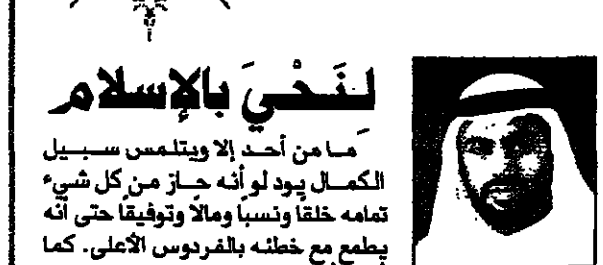 لنَحْيَ بالإسلام
ما من أحد إلا ويتلمس سبيل
الكمال يود لو أنه حاز من كل شيء
تمامه خلقاً ونسباً ومالاً وتوفيقاً حتى أنه
يطمع مع خطئه بالفردوس الأعلى. كما